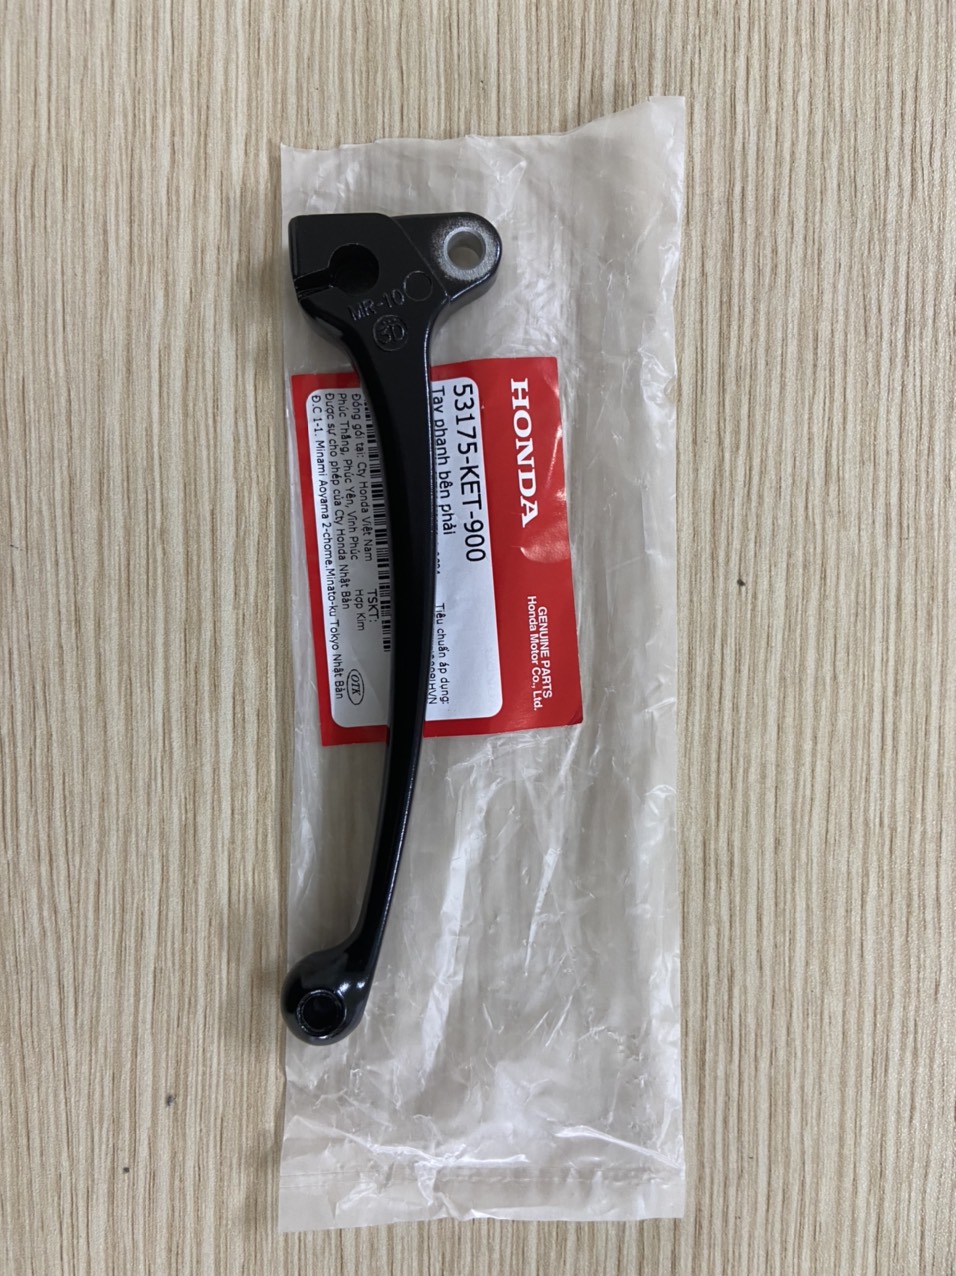 MR-10
3D
HONDA
GENUINE PARTS
Honda Motor Co., Ltd.
53175-KET-900
Tay phanh bên phải
Tiêu chuẩn áp dụng:
TSKT:
Đóng gói tại: Cty Honda Việt Nam
Hợp Kim
Phúc Thắng, Phúc Yên, Vĩnh Phúc
Được sự cho phép của Cty Honda Nhật Bản
Đ.C 1-1. Minami Aoyama 2-chome.Minato-ku Tokyo Nhật Bản
OTK